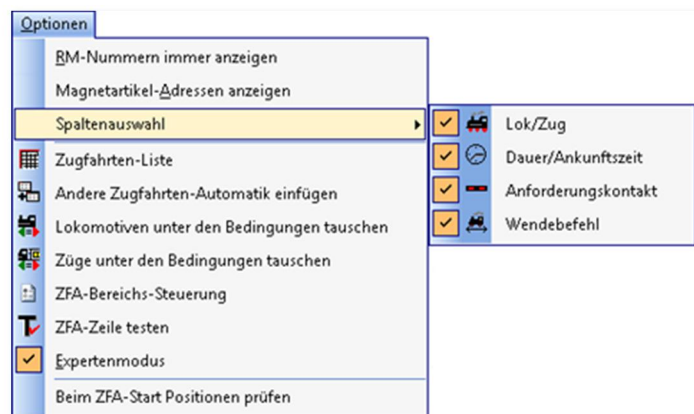 Optionen
RM-Nummern immer anzeigen
Magnetartikel-Adressen anzeigen
Spaltenauswahl
Zugfahrten-Liste
Andere Zugfahrten-Automatik einfügen
Lokomotiven unter den Bedingungen tauschen
Züge unter den Bedingungen tauschen
ZFA-Bereichs-Steuerung
ZFA-Zeile testen
Expertenmodus
Beim ZFA-Start Positionen prüfen
Lok/Zug
Dauer/Ankunftszeit
Anforderungskontakt
Wendebefehl